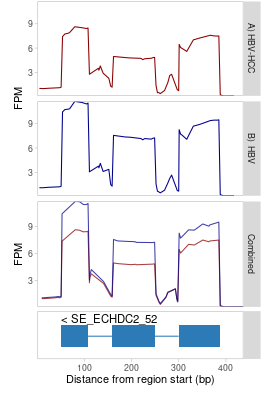 9
6
3
A) HBV-HCC
9
6
3
B) HBV
FPM
FPM
9
6
3
Combined
< SE_ECHDC2_52
100
200
300
400
Distance from region start (bp)